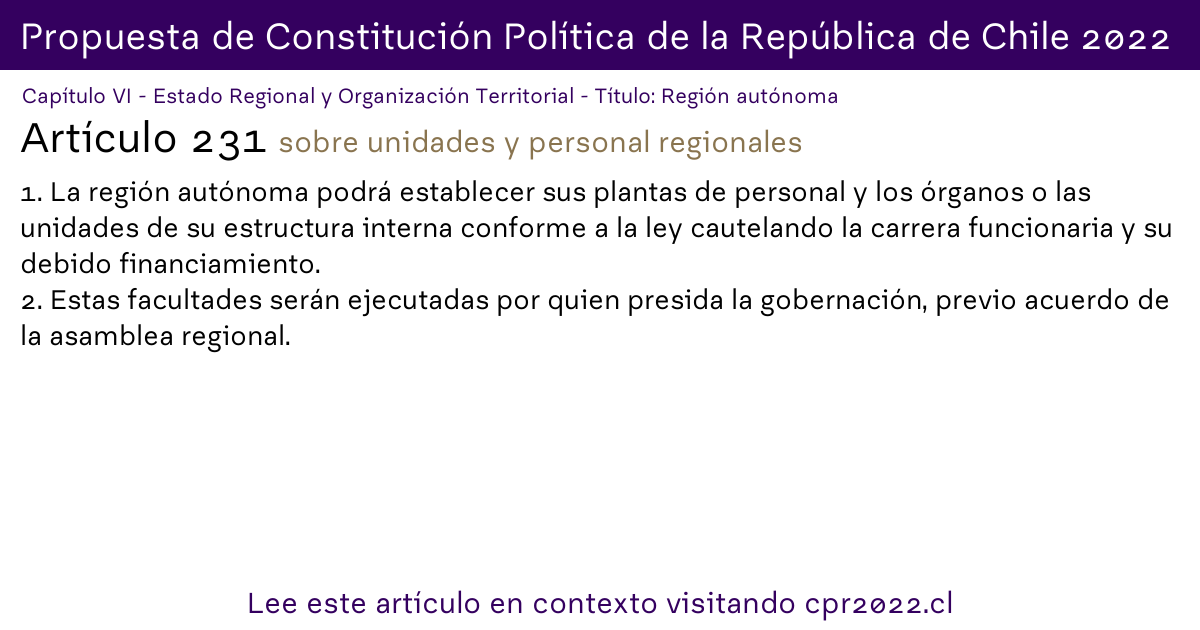 Propuesta de Constitución Política de la República de Chile 2022
Capítulo VI - Estado Regional y Organización Territorial - Título: Región autónoma
Artículo 231 sobre unidades y personal regionales
1. La región autónoma podrá establecer sus plantas de personal y los órganos o las
unidades de su estructura interna conforme a la ley cautelando la carrera funcionaria y su
debido financiamiento.
2. Estas facultades serán ejecutadas por quien presida la gobernación, previo acuerdo de
la asamblea regional.
Lee este artículo en contexto visitando cpr2022.cl